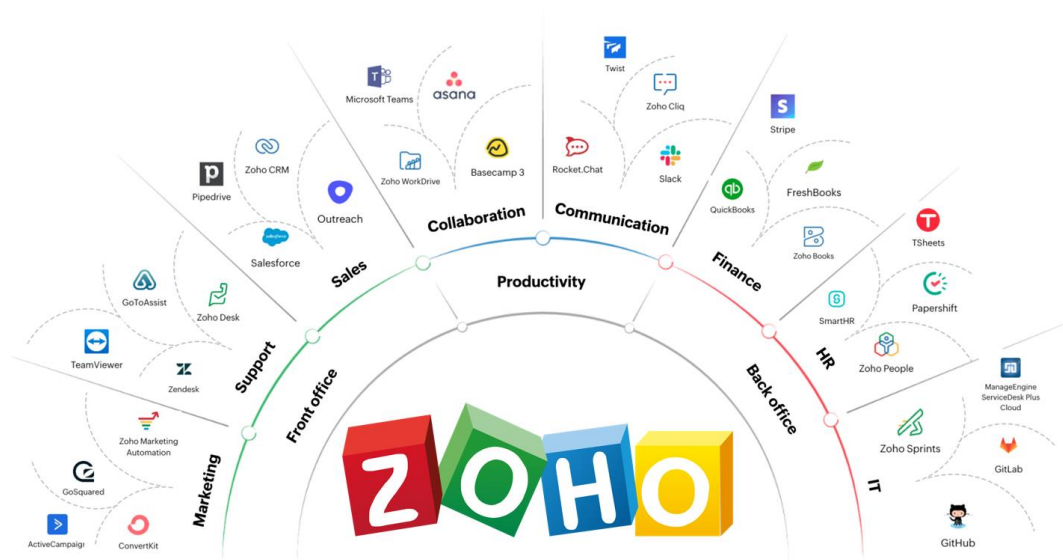 Twist
Microsoft Teams
asana
Zoho Cliq
Stripe
Zoho CRM
Pipedrive
Zoho WorkDrive
Basecamp 3
Rocket.Chat
Slack
QuickBooks
FreshBooks
Outreach
salesforce
Salesforce
Collaboration
Communication
Zoho Books
TSheets
Sales
Finance
GoToAssist
Zoho Desk
Productivity
SmartHR
Papershift
TeamViewer
Zendesk
Support
HR
Zoho People
Front office
Back office
ManageEngine
ServiceDesk Plus
Cloud
Zoho Marketing
Automation
Zoho Sprints
GitLab
GoSquared
Marketing
IT
ActiveCampaig
ConvertKit
GitHub
ZOHO